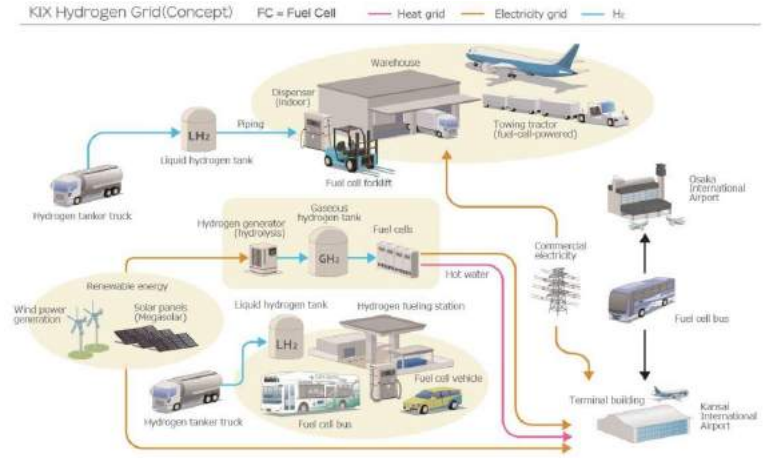 KIX Hydrogen Grid(Concept) FC = Fuel Cell Heat grid Electricity grid H₂
Warehouse
Dispenser
(indoor)
Towing tractor
(fuel-cell-powered)
LH₂
Piping
Liquid hydrogen tank
Fuel cell forklift
Hydrogen tanker truck
Osaka
International
Airport
Gaseous
hydrogen tank
Hydrogen generator
(hydrolysis)
Fuel cells
GH₂
Commercial
electricity
Hot water
Renewable energy
Wind power
generation
Solar panels
(Megasolar)
Liquid hydrogen tank
Hydrogen fueling station
LH₂
Fuel cell bus
Fuel cell vehicle
Hydrogen tanker truck
Fuel cell bus
Terminal building
Kansai
International
Airport